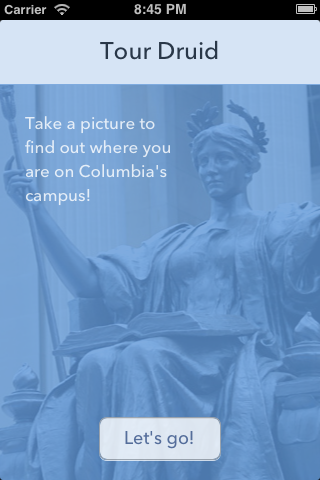 Carrier 8:45 PM
Tour Druid
Take a picture to
find out where you
are on Columbia's
campus!
Let's go!